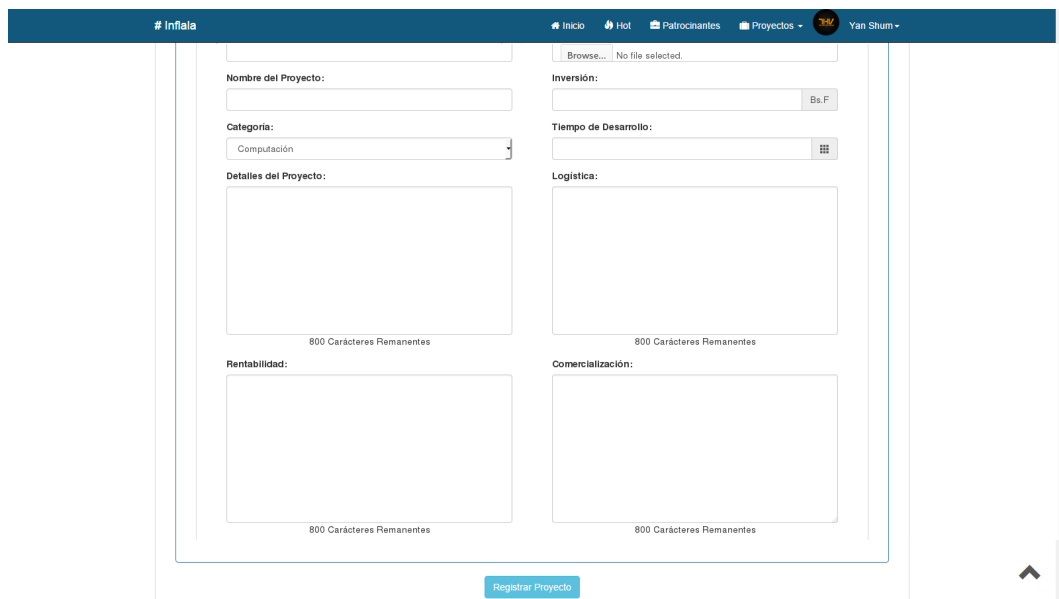 # Inflala
Inicio
Hot
Patrocinantes
Proyectos
JHV
Yan Shum
Browse... No file selected.
Nombre del Proyecto:
Inversión:
Bs.F
Categoría:
Tiempo de Desarrollo:
Computación
Detalles del Proyecto:
Logística:
800 Carácteres Remanentes
800 Carácteres Remanentes
Rentabilidad:
Comercialización:
800 Carácteres Remanentes
800 Carácteres Remanentes
Registrar Proyecto